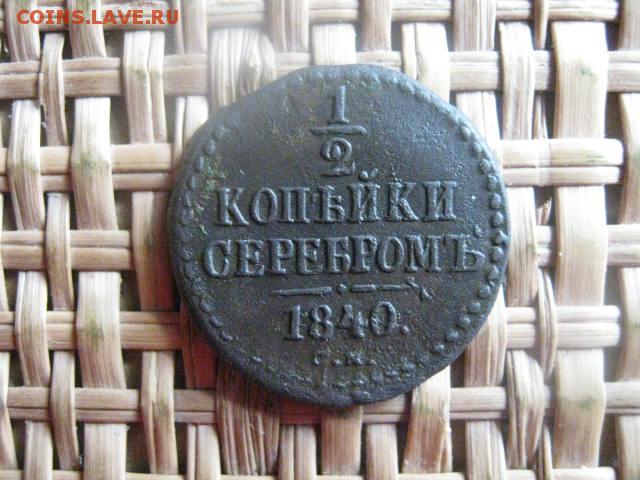 COINS.LAVE.RU
1
2
КОПѢЙКИ
СЕРЕБРОМЪ.
1840.